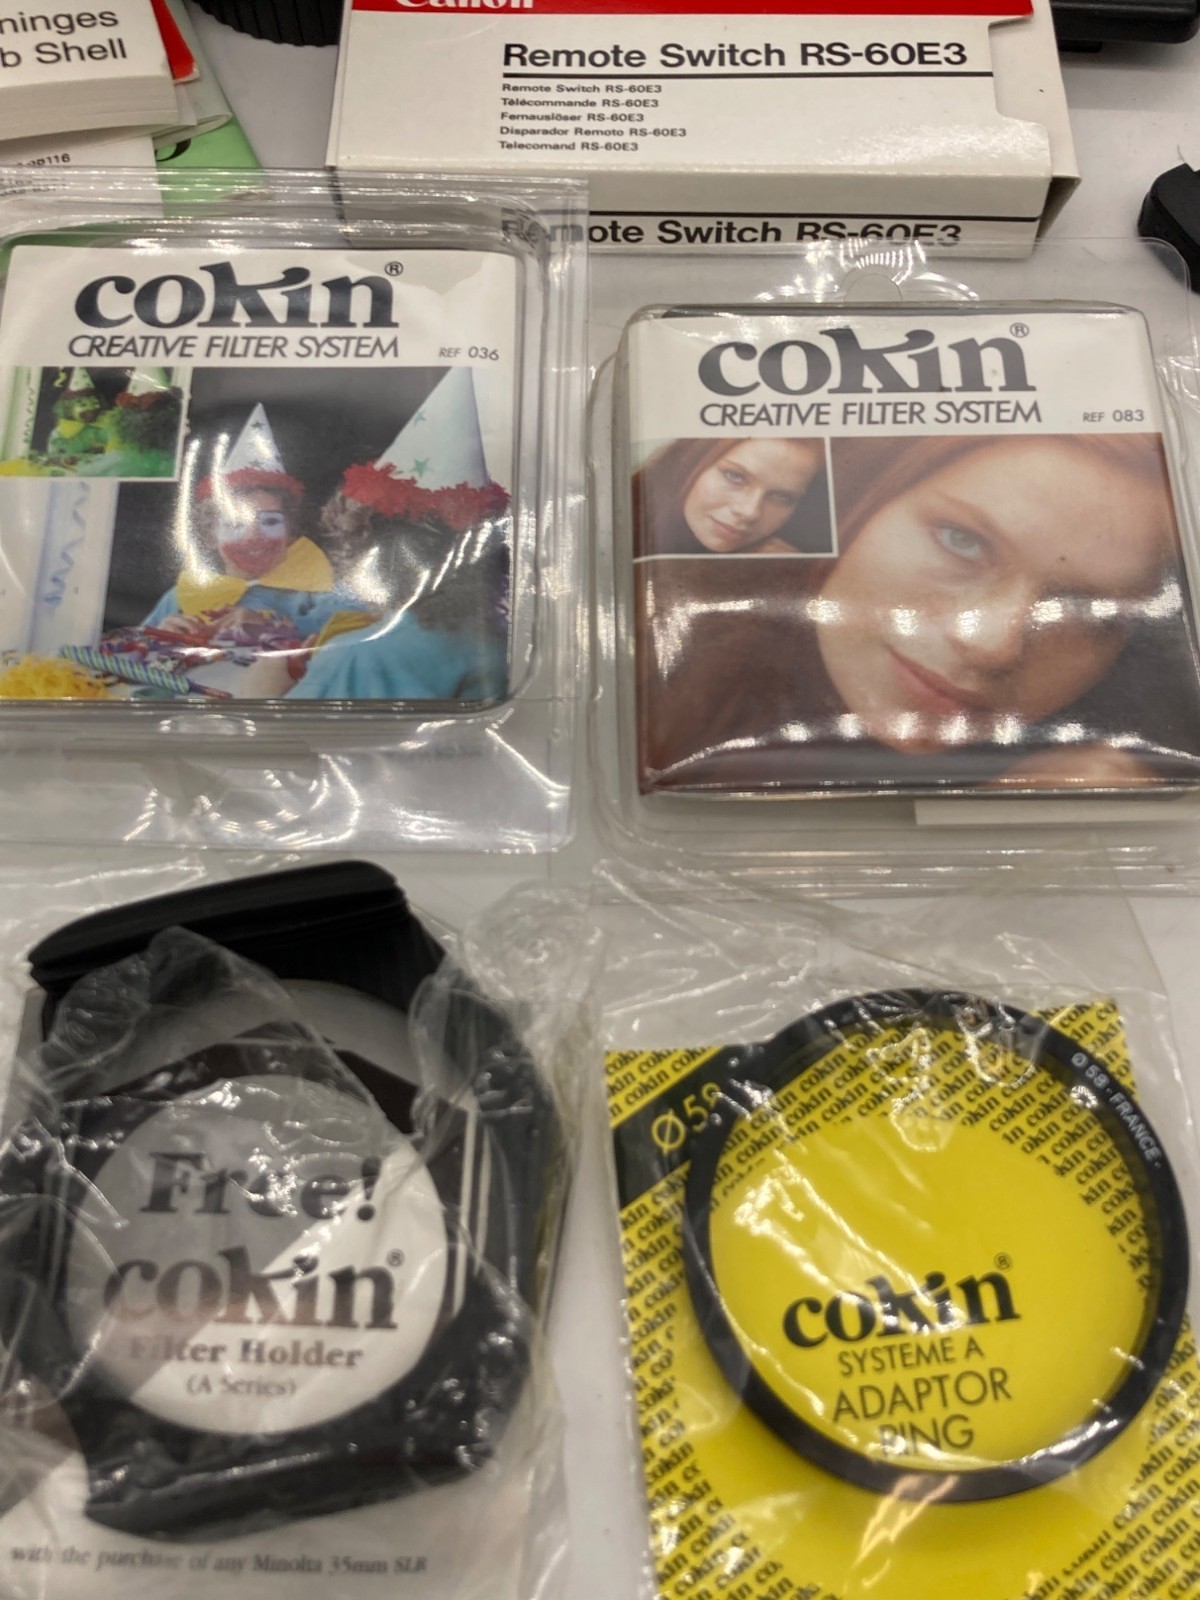 ninges
b Shell
Canon
Remote Switch RS-60E3
Remote Switch RS-60E3
Télécommande RS-60E3
Fernauslöser RS-60E3
Disparador Remoto RS-60E3
Telecomand RS-60E3
Remote Switch RS-60E3
cokin®
CREATIVE FILTER SYSTEM REF 036
cokin®
CREATIVE FILTER SYSTEM REF 083
Free!
cokin®
Filter Holder
(A Series)
with the purchase of any Minolta 35mm SLR
Ø58
Ø 58 · FRANCE ·
cokin®
SYSTEME A
ADAPTOR
RING